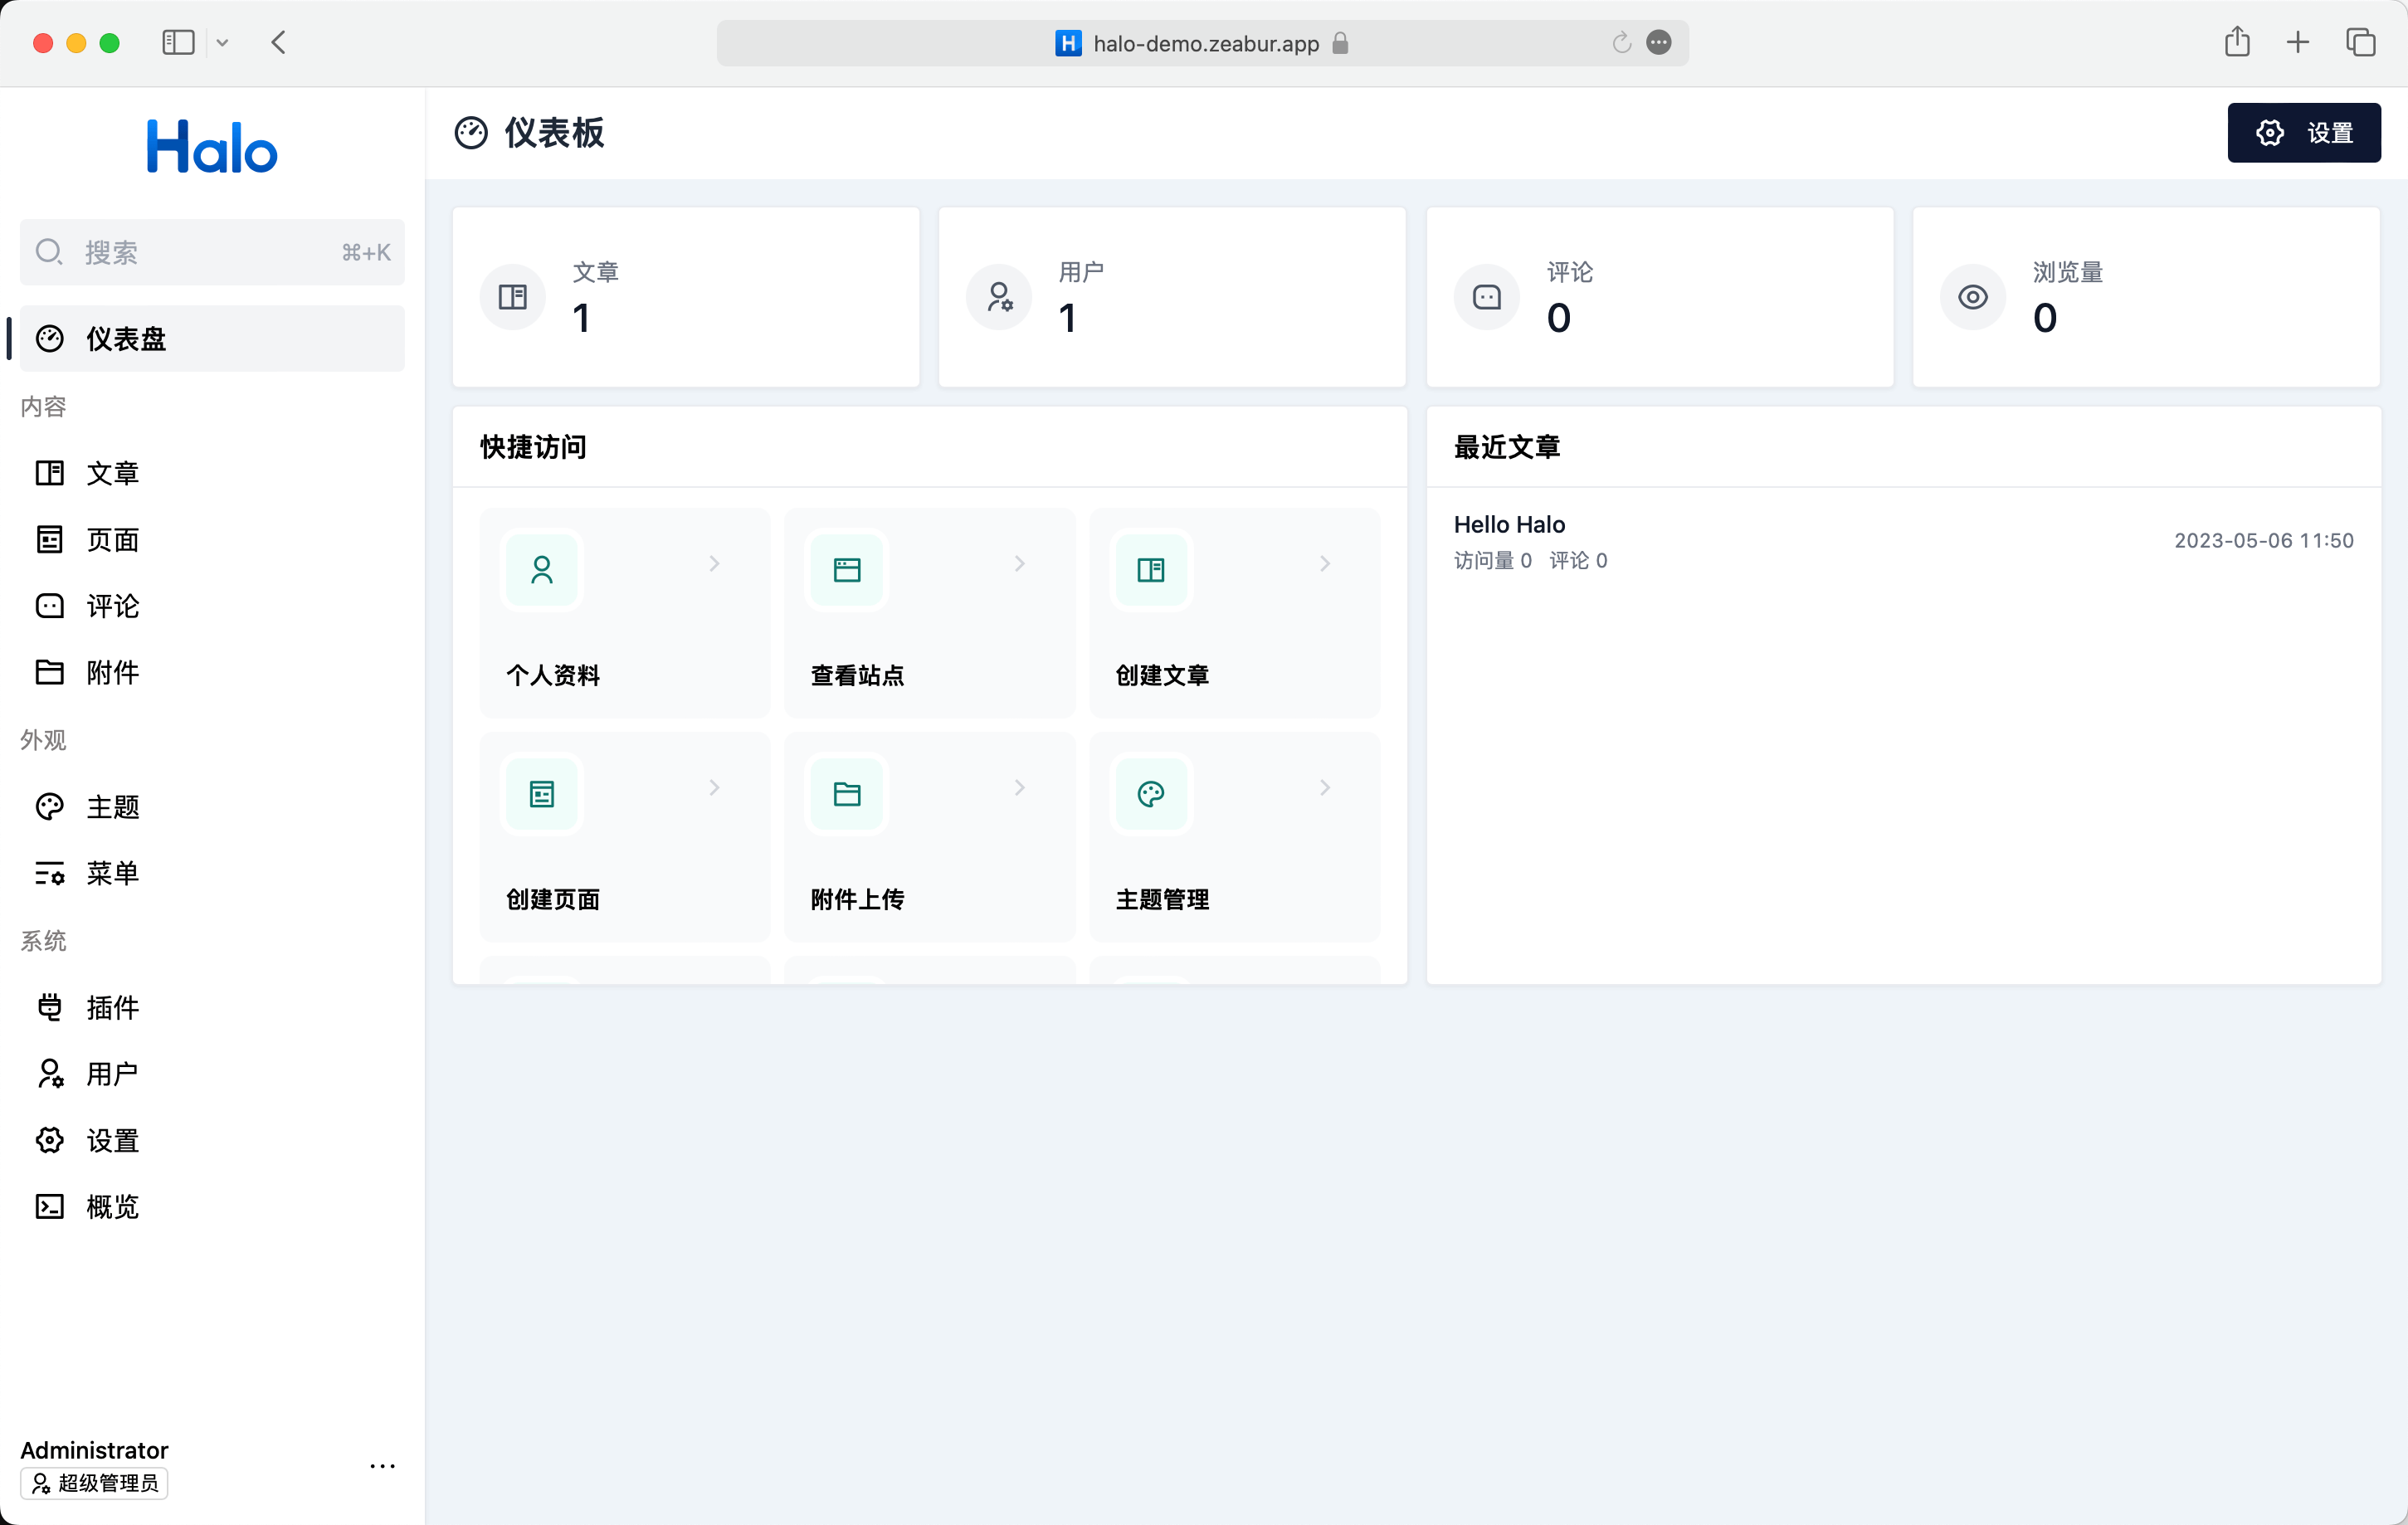 halo-demo.zeabur.app
Halo
搜索 ⌘+K
仪表盘
内容
文章
页面
评论
附件
外观
主题
菜单
系统
插件
用户
设置
概览
Administrator
超级管理员
仪表板
设置
文章
1
用户
1
评论
0
浏览量
0
快捷访问
个人资料
查看站点
创建文章
创建页面
附件上传
主题管理
最近文章
Hello Halo
访问量 0 评论 0
2023-05-06 11:50